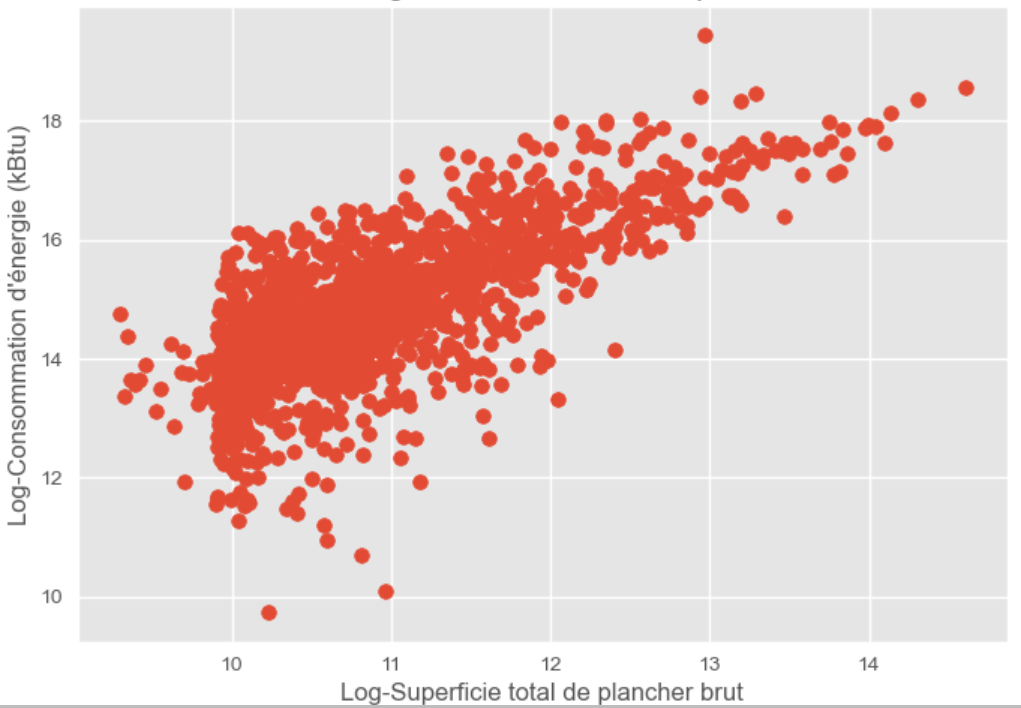 Log-Consommation d'énergie (kBtu)
18
16
14
12
10
10 11 12 13 14
Log-Superficie total de plancher brut